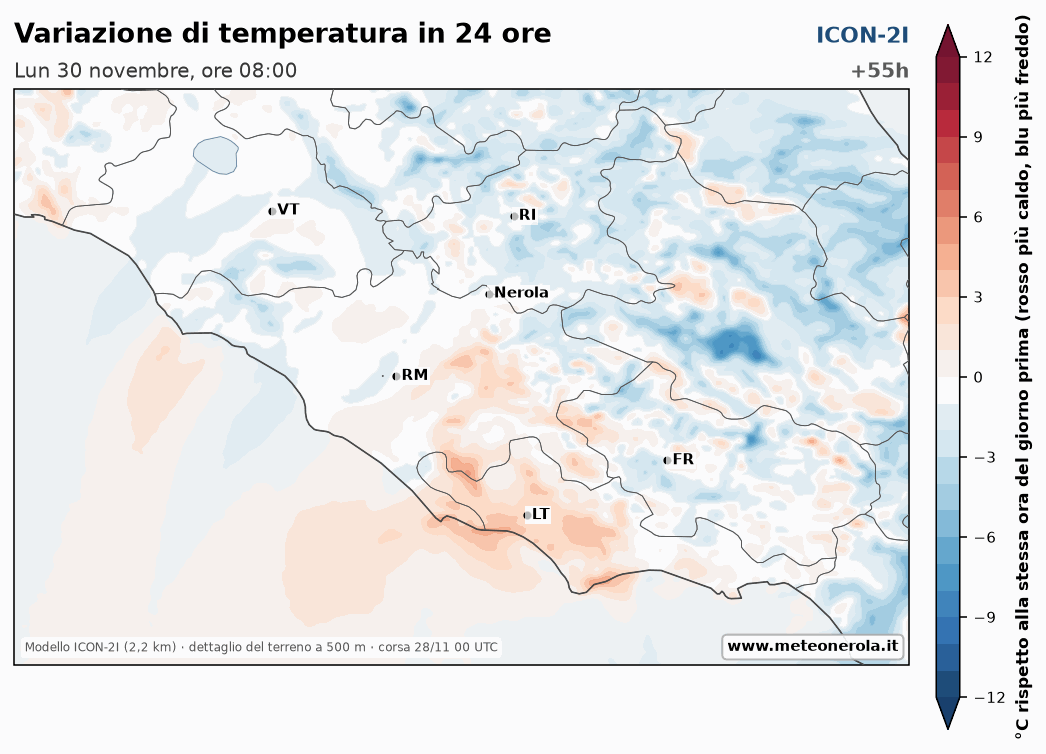 Variazione di temperatura in 24 ore
ICON-2I
Lun 30 novembre, ore 08:00
+55h
VT
RI
Nerola
RM
FR
LT
Modello ICON-2I (2,2 km) · dettaglio del terreno a 500 m · corsa 28/11 00 UTC
www.meteonerola.it
12
9
6
3
0
−3
−6
−9
−12
°C rispetto alla stessa ora del giorno prima (rosso più caldo, blu più freddo)